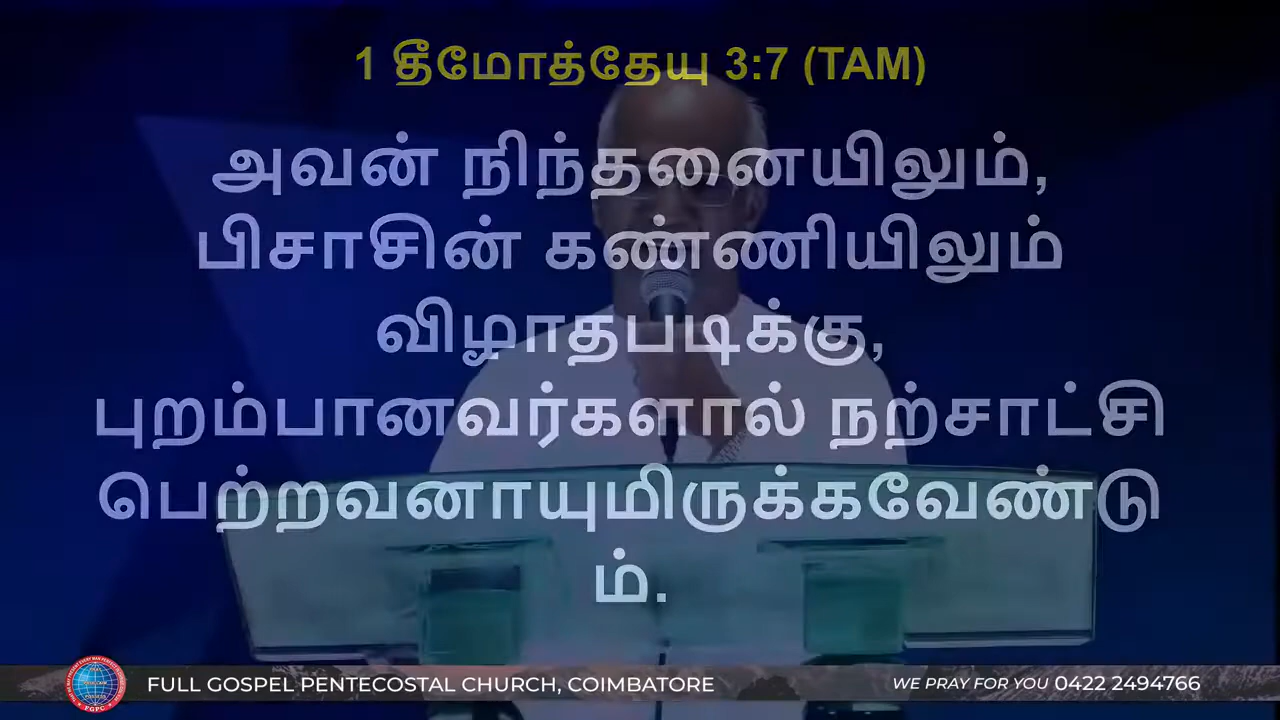 1 தீமோத்தேயு 3:7 (TAM)
அவன் நிந்தனையிலும்,
பிசாசின் கண்ணியிலும்
விழாதபடிக்கு,
புறம்பானவர்களால் நற்சாட்சி
பெற்றவனாயுமிருக்கவேண்டு
ம்.
FULL GOSPEL PENTECOSTAL CHURCH, COIMBATORE
WE PRAY FOR YOU 0422 2494766
FGPC